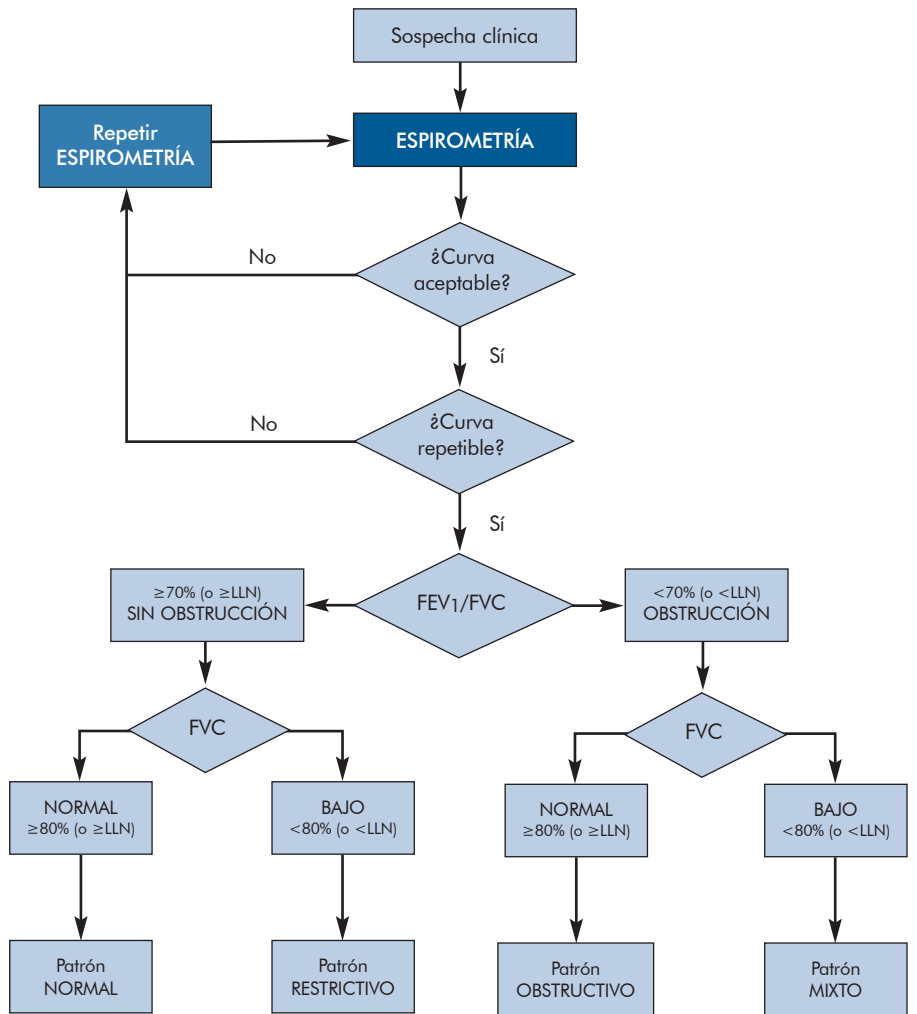 Sospecha clínica
Repetir
ESPIROMETRÍA
ESPIROMETRÍA
No
¿Curva
aceptable?
Sí
No
¿Curva
repetible?
Sí
≥70% (o ≥LLN)
SIN OBSTRUCCIÓN
FEV1/FVC
<70% (o <LLN)
OBSTRUCCIÓN
FVC
FVC
NORMAL
≥80% (o ≥LLN)
BAJO
<80% (o <LLN)
NORMAL
≥80% (o ≥LLN)
BAJO
<80% (o <LLN)
Patrón
NORMAL
Patrón
RESTRICTIVO
Patrón
OBSTRUCTIVO
Patrón
MIXTO